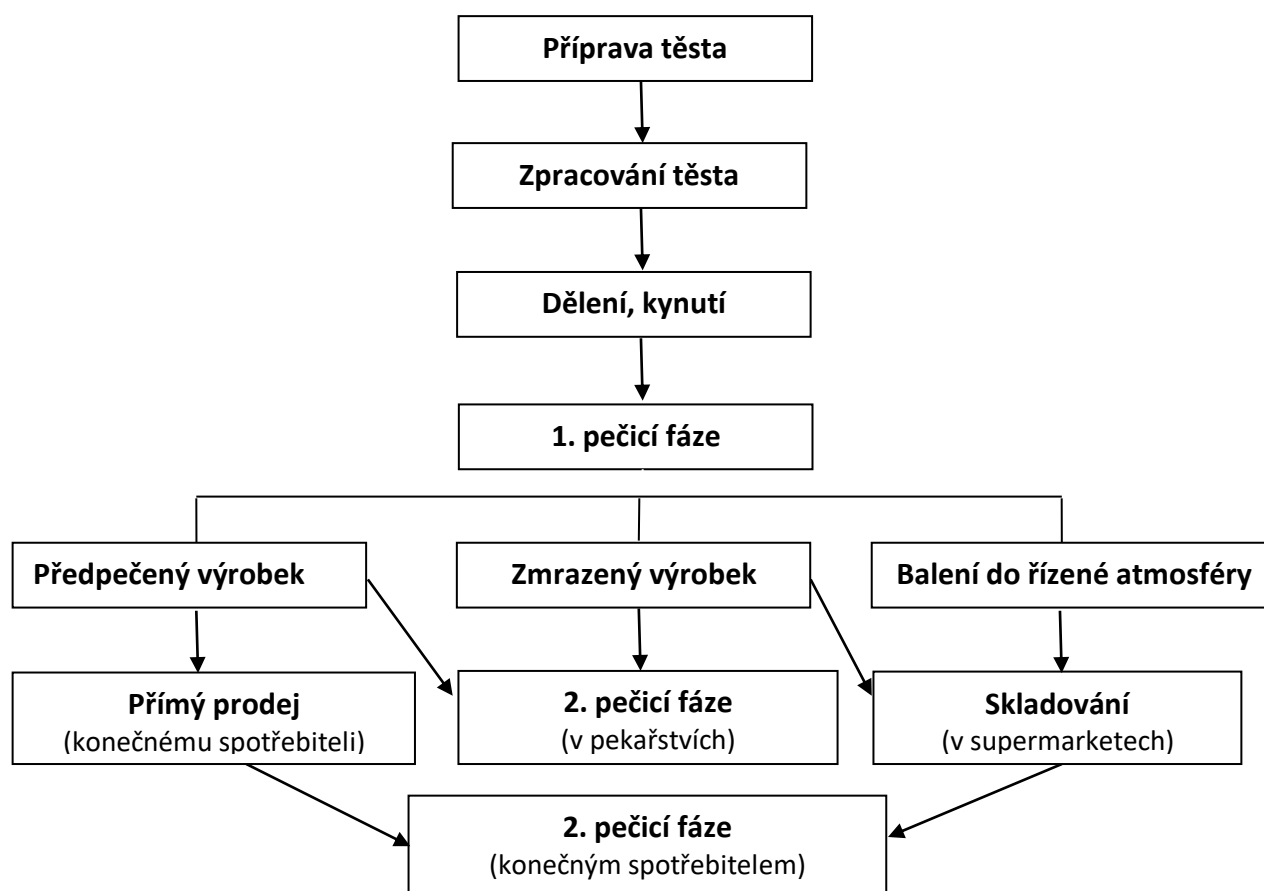 Příprava těsta
Zpracování těsta
Dělení, kynutí
1. pečicí fáze
Předpečený výrobek
Zmrazený výrobek
Balení do řízené atmosféry
Přímý prodej
(konečnému spotřebiteli)
2. pečicí fáze
(v pekařstvích)
Skladování
(v supermarketech)
2. pečicí fáze
(konečným spotřebitelem)